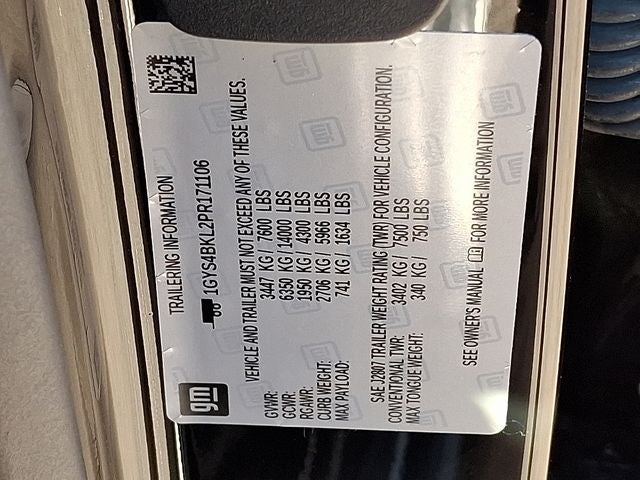 TRAILERING INFORMATION
gm
1GYS4BKL2PR171106
VEHICLE AND TRAILER MUST NOT EXCEED ANY OF THESE VALUES.
GVWR: 3447 KG / 7600 LBS
GCWR: 6350 KG / 14000 LBS
RGAWR: 1950 KG / 4300 LBS
CURB WEIGHT: 2706 KG / 5966 LBS
MAX PAYLOAD: 741 KG / 1634 LBS
SAE J2807 TRAILER WEIGHT RATING (TWR) FOR VEHICLE CONFIGURATION.
CONVENTIONAL TWR: 3402 KG / 7500 LBS
MAX TONGUE WEIGHT: 340 KG / 750 LBS
SEE OWNER'S MANUAL FOR MORE INFORMATION